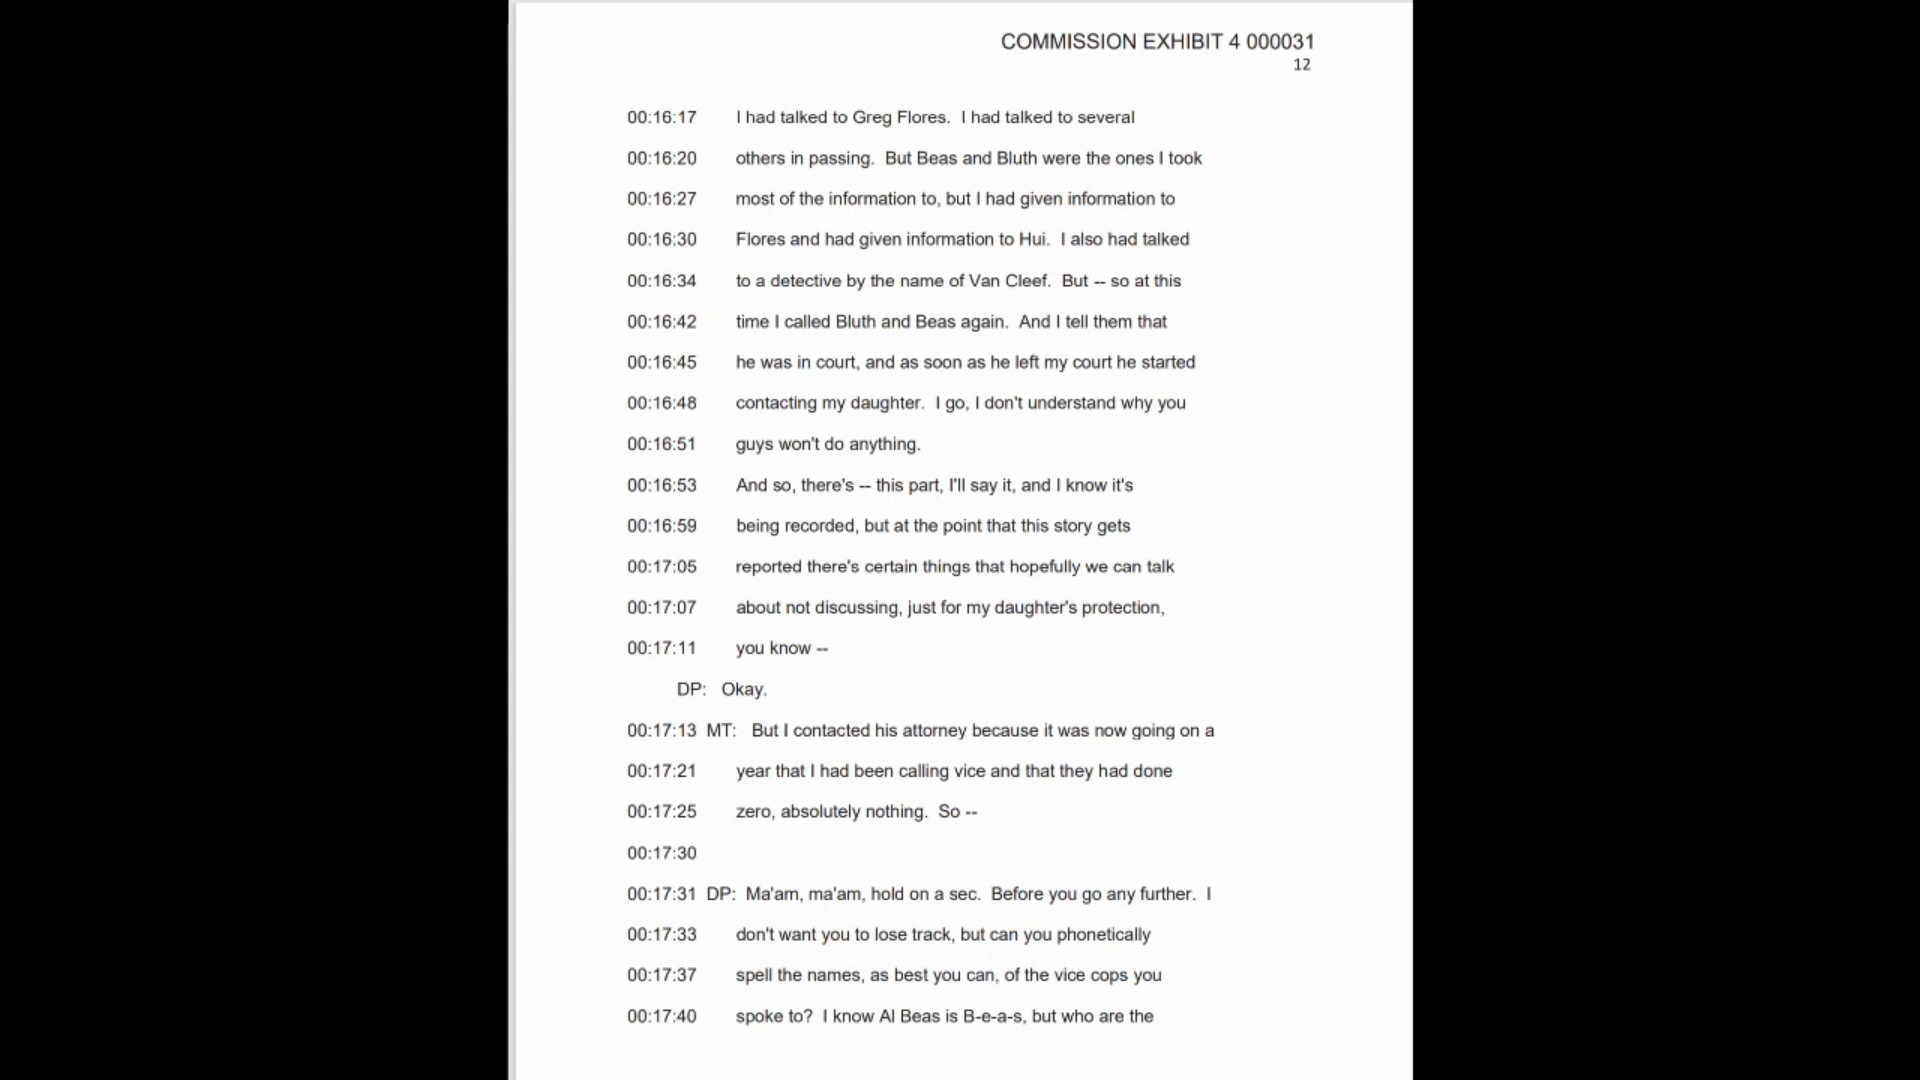 COMMISSION EXHIBIT 4 000031
12
00:16:17 I had talked to Greg Flores. I had talked to several
00:16:20 others in passing. But Beas and Bluth were the ones I took
00:16:27 most of the information to, but I had given information to
00:16:30 Flores and had given information to Hui. I also had talked
00:16:34 to a detective by the name of Van Cleef. But -- so at this
00:16:42 time I called Bluth and Beas again. And I tell them that
00:16:45 he was in court, and as soon as he left my court he started
00:16:48 contacting my daughter. I go, I don't understand why you
00:16:51 guys won't do anything.
00:16:53 And so, there's -- this part, I'll say it, and I know it's
00:16:59 being recorded, but at the point that this story gets
00:17:05 reported there's certain things that hopefully we can talk
00:17:07 about not discussing, just for my daughter's protection,
00:17:11 you know --
DP: Okay.
00:17:13 MT: But I contacted his attorney because it was now going on a
00:17:21 year that I had been calling vice and that they had done
00:17:25 zero, absolutely nothing. So --
00:17:30
00:17:31 DP: Ma'am, ma'am, hold on a sec. Before you go any further. I
00:17:33 don't want you to lose track, but can you phonetically
00:17:37 spell the names, as best you can, of the vice cops you
00:17:40 spoke to? I know Al Beas is B-e-a-s, but who are the